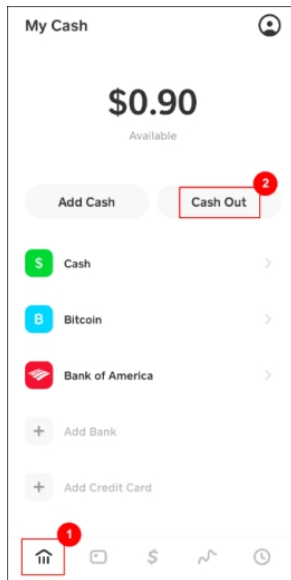 My Cash
$0.90
Available
2
Add Cash
Cash Out
$ Cash
B Bitcoin
Bank of America
+ Add Bank
+ Add Credit Card
1
$